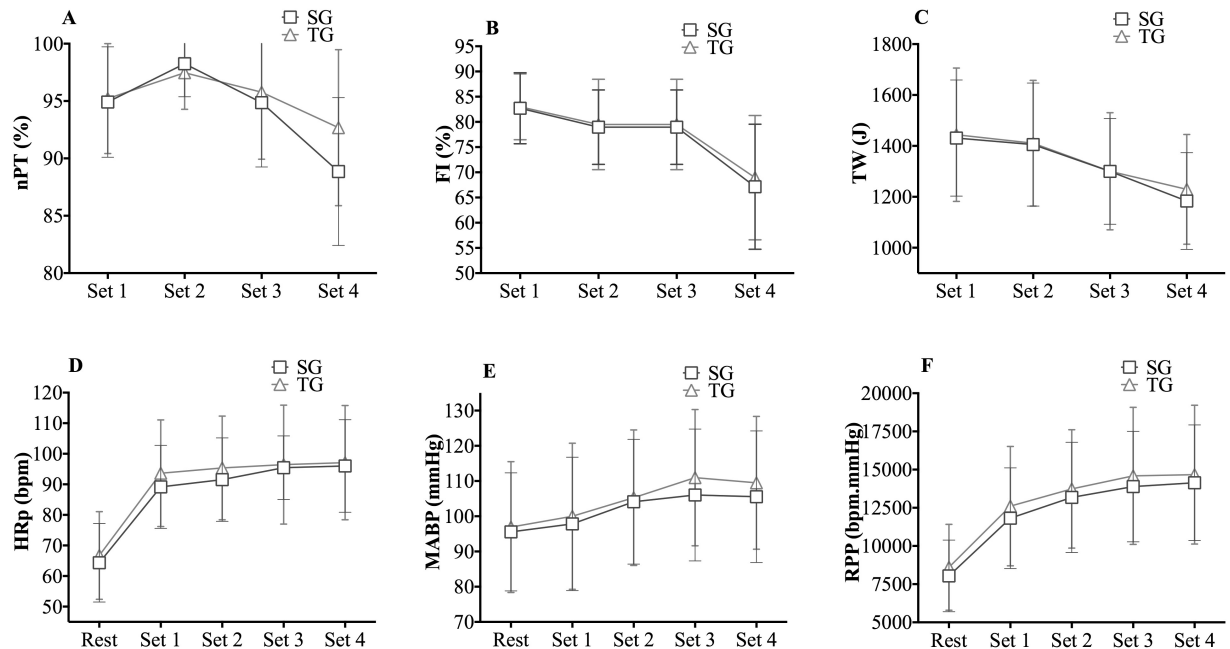 A
SG
TG
nPT (%)
100
95
90
85
80
Set 1 Set 2 Set 3 Set 4
B
SG
TG
FI (%)
95
90
85
80
75
70
65
60
55
50
Set 1 Set 2 Set 3 Set 4
C
SG
TG
TW (J)
1800
1600
1400
1200
1000
Set 1 Set 2 Set 3 Set 4
D
SG
TG
HRp (bpm)
120
110
100
90
80
70
60
50
Rest Set 1 Set 2 Set 3 Set 4
E
SG
TG
MABP (mmHg)
130
120
110
100
90
80
70
Rest Set 1 Set 2 Set 3 Set 4
F
SG
TG
RPP (bpm.mmHg)
20000
17500
15000
12500
10000
7500
5000
Rest Set 1 Set 2 Set 3 Set 4